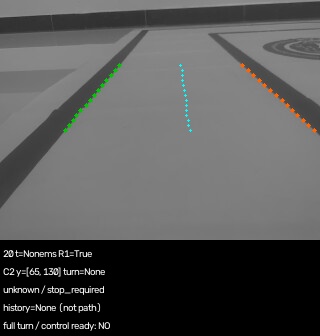 20 t=Nonems R1=True
C2 y=[65, 130] turn=None
unknown / stop_required
history=None (not path)
full turn / control ready: NO